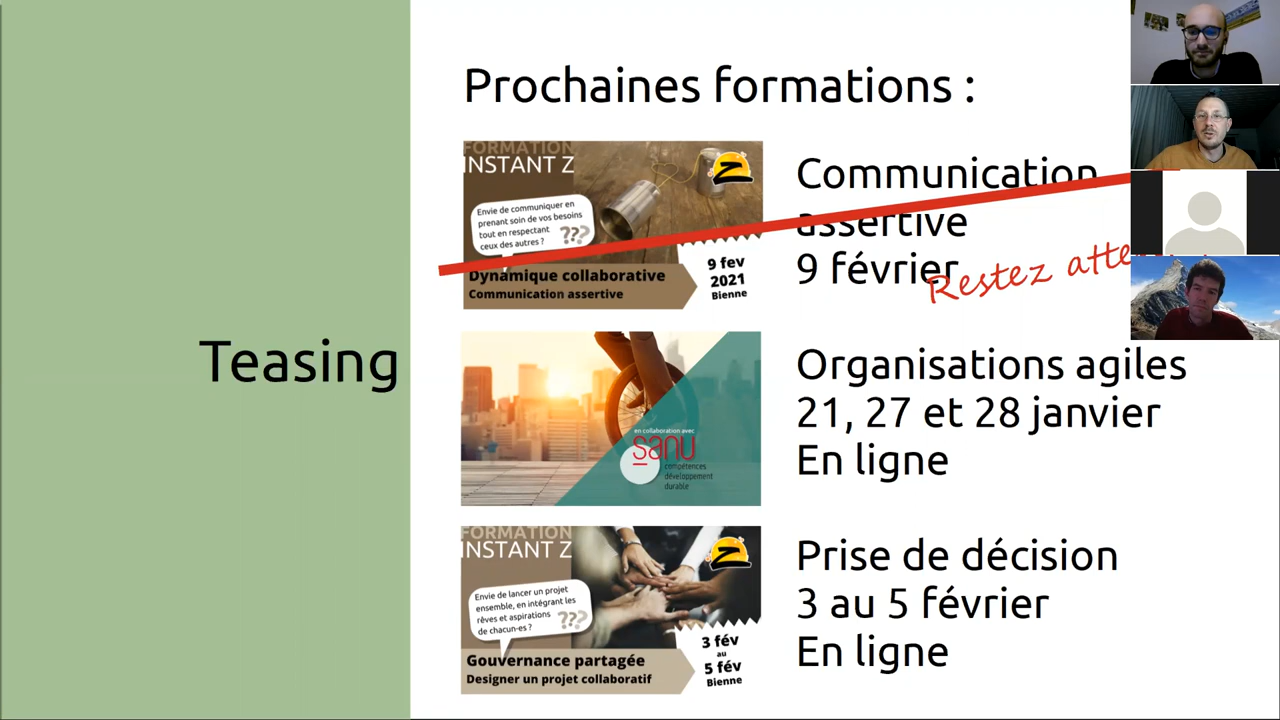 Prochaines formations :
FORMATION
INSTANT Z
Z
Envie de communiquer en
prenant soin de vos besoins
tout en respectant
ceux des autres ?
???
Dynamique collaborative
Communication assertive
9 fev
2021
Bienne
Communication
assertive
9 février
Restez
Teasing
en collaboration avec
sanu
compétences
développement
durable
Organisations agiles
21, 27 et 28 janvier
En ligne
FORMATION
INSTANT Z
Z
Envie de lancer un projet
ensemble, en intégrant les
rêves et aspirations
de chacun-es ?
???
Gouvernance partagée
Designer un projet collaboratif
3 fév
au
5 fév
Bienne
Prise de décision
3 au 5 février
En ligne